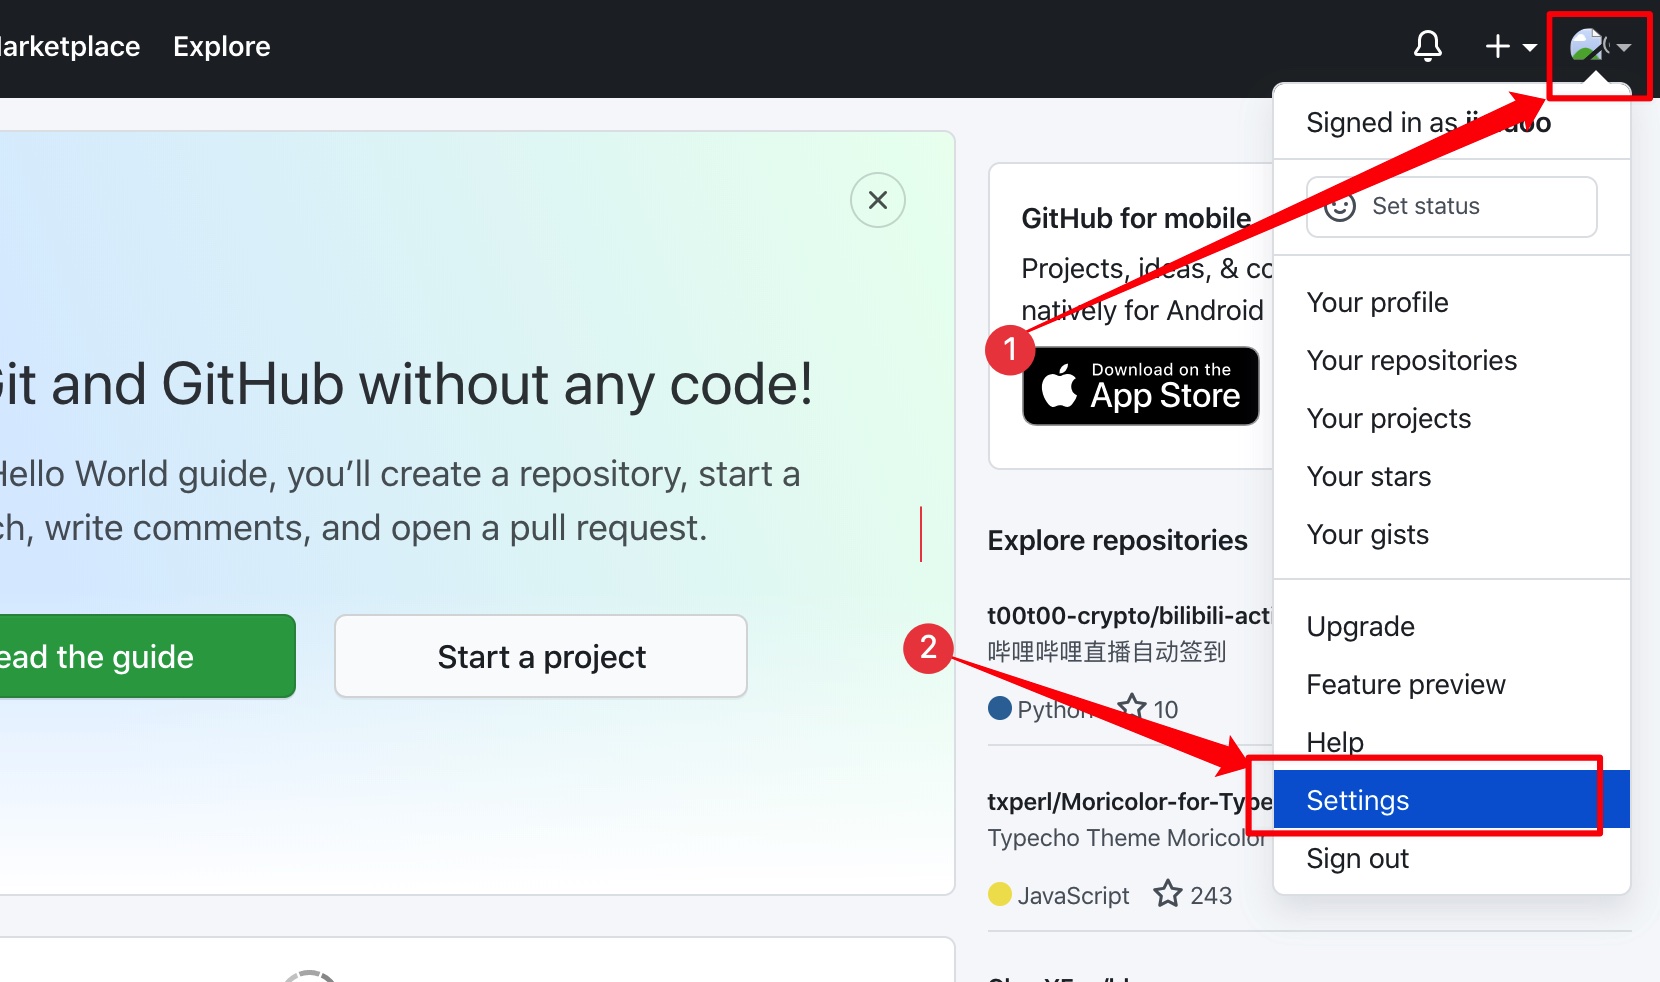 Marketplace Explore
Signed in as
Set status
Your profile
Your repositories
Your projects
Your stars
Your gists
Upgrade
Feature preview
Help
Settings
Sign out
1
2
Git and GitHub without any code!
Hello World guide, you’ll create a repository, start a
ch, write comments, and open a pull request.
ead the guide
Start a project
GitHub for mobile
Projects, ideas, & co
natively for Android
Download on the
App Store
Explore repositories
t00t00-crypto/bilibili-acti
哔哩哔哩直播自动签到
Python 10
txperl/Moricolor-for-Type
Typecho Theme Moricolor
JavaScript 243